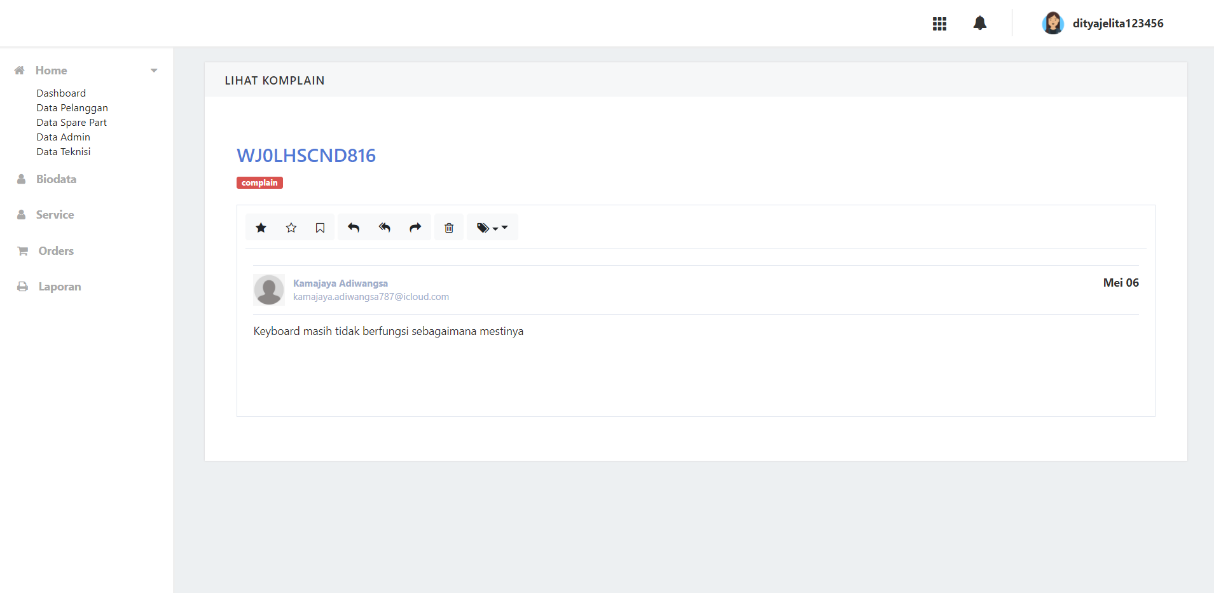 dityajelita123456
Home
Dashboard
Data Pelanggan
Data Spare Part
Data Admin
Data Teknisi
Biodata
Service
Orders
Laporan
LIHAT KOMPLAIN
WJ0LHSCND816
complain
Kamajaya Adiwangsa
Mei 06
kamajaya.adiwangsa787@icloud.com
Keyboard masih tidak berfungsi sebagaimana mestinya